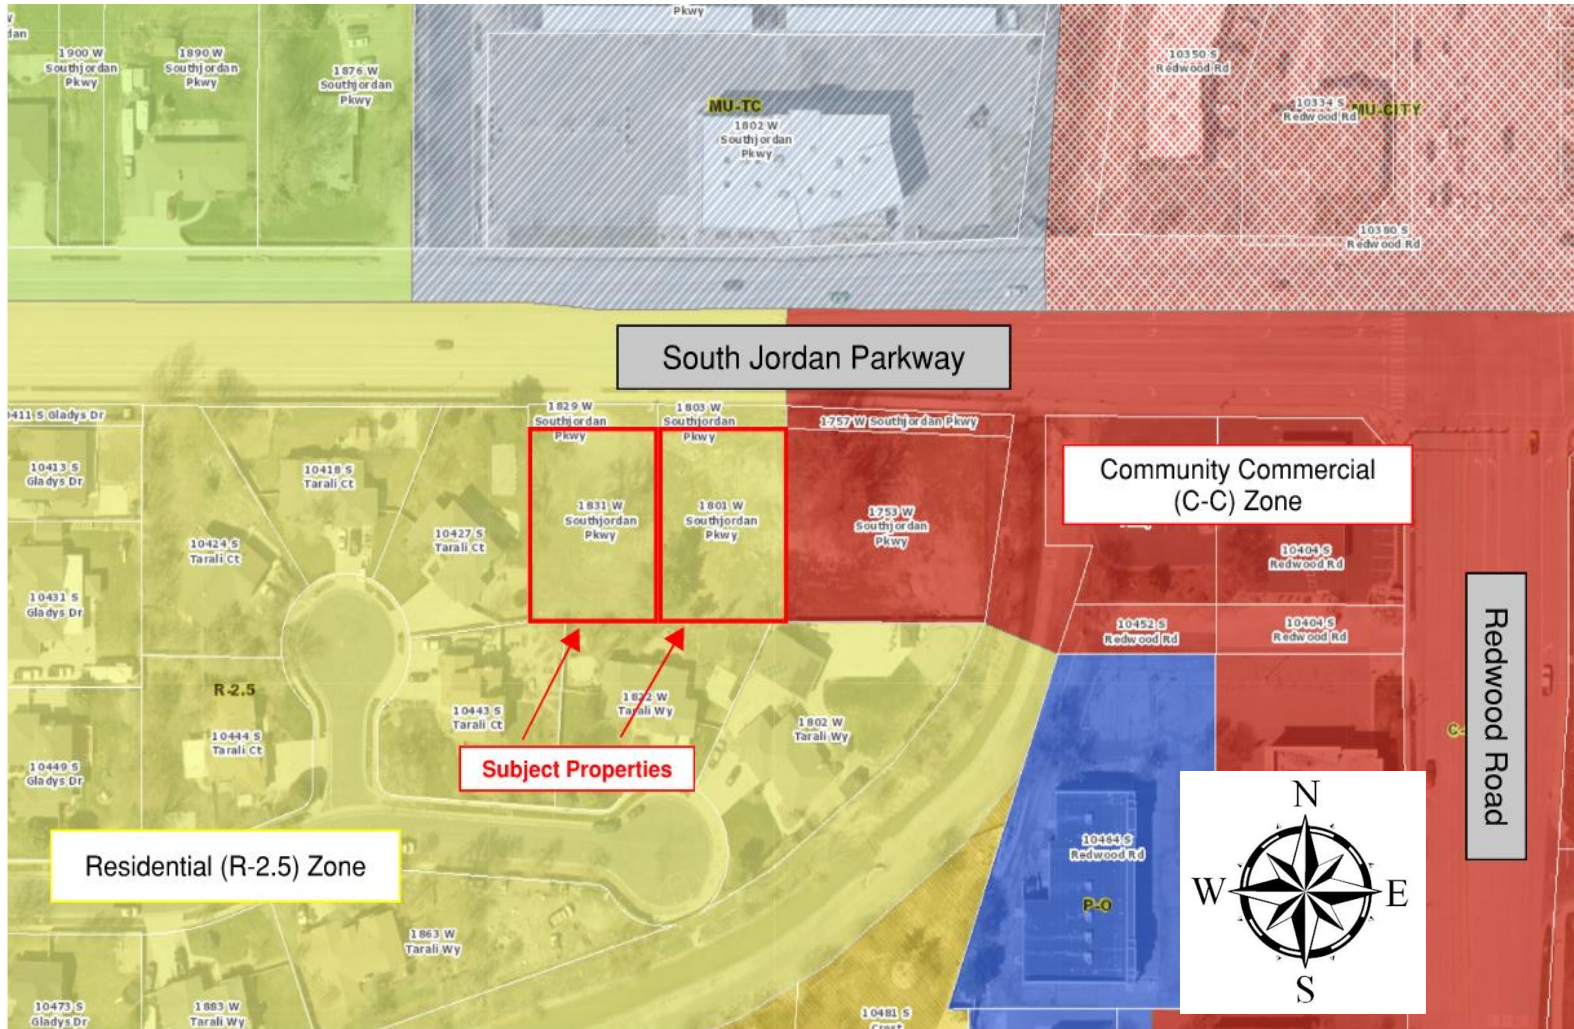 Pkwy
dan
1900 W
Southjordan
Pkwy
1890 W
Southjordan
Pkwy
1876 W
Southjordan
Pkwy
MU-TC
1802 W
Southjordan
Pkwy
10350 S
Redwood Rd
10334 S
Redwood Rd
MU-CITY
10380 S
Redwood Rd
South Jordan Parkway
0411 S Gladys Dr
1829 W
Southjordan
Pkwy
1803 W
Southjordan
Pkwy
1757 W Southjordan Pkwy
10413 S
Gladys Dr
10418 S
Tarali Ct
Community Commercial
(C-C) Zone
10424 S
Tarali Ct
10427 S
Tarali Ct
1831 W
Southjordan
Pkwy
1801 W
Southjordan
Pkwy
1753 W
Southjordan
Pkwy
10404 S
Redwood Rd
10431 S
Gladys Dr
10452 S
Redwood Rd
10404 S
Redwood Rd
Redwood Road
R-2.5
10443 S
Tarali Ct
1822 W
Tarali Wy
1802 W
Tarali Wy
10444 S
Tarali Ct
C-
10449 S
Gladys Dr
Subject Properties
Residential (R-2.5) Zone
10464 S
Redwood Rd
P-O
N
W
E
S
1863 W
Tarali Wy
10473 S
Gladys Dr
1883 W
Tarali Wy
10481 S
Crest